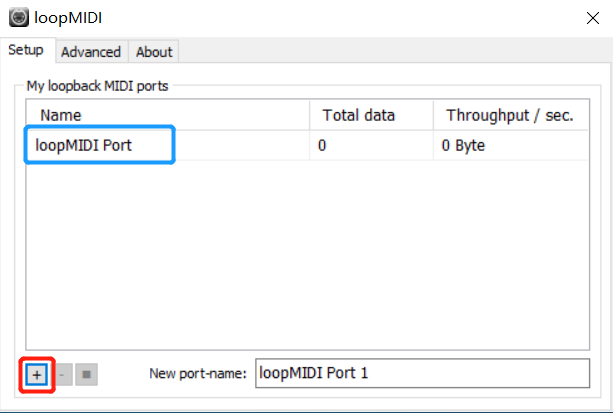 loopMIDI
Setup Advanced About
My loopback MIDI ports
Name Total data Throughput / sec.
loopMIDI Port 0 0 Byte
+ - New port-name: loopMIDI Port 1